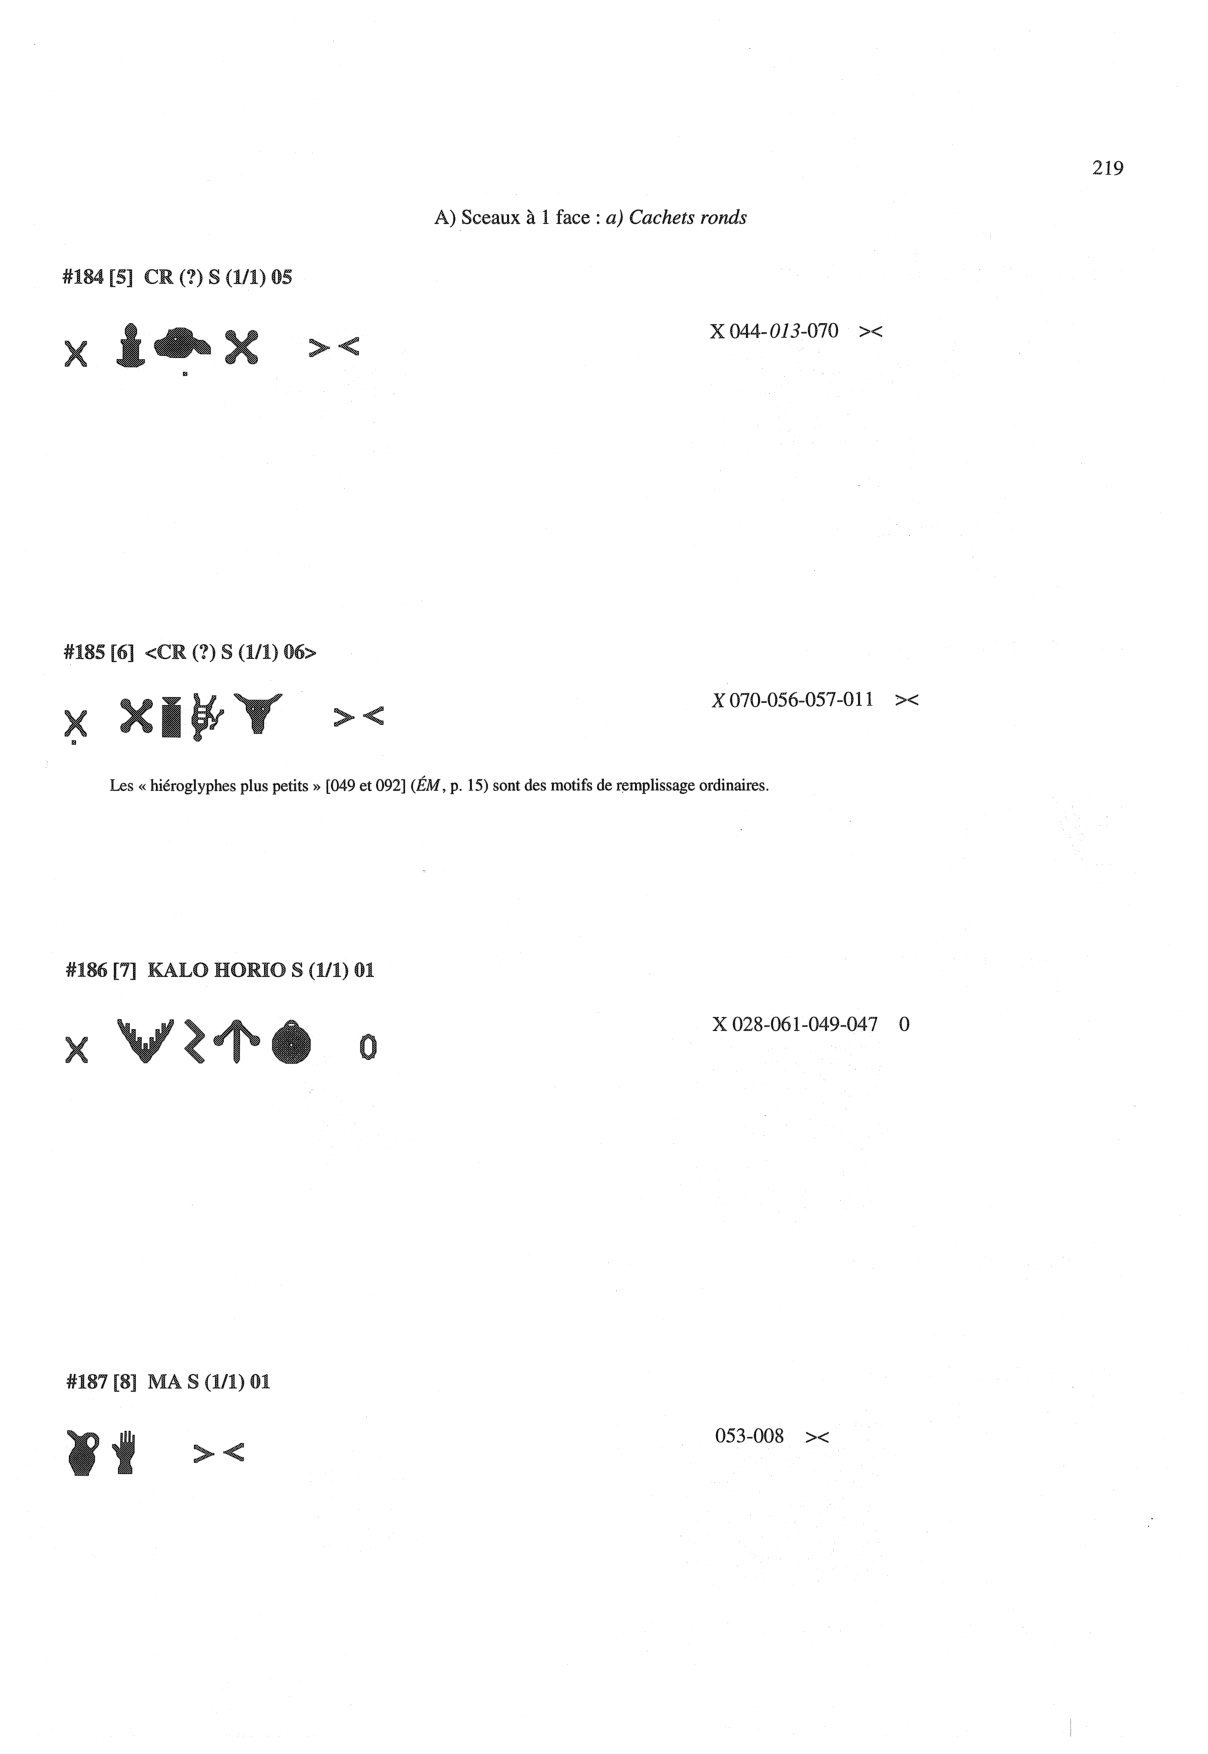 219
A) Sceaux à 1 face : a) Cachets ronds
#184 [5] CR (?) S (1/1) 05
X 044-013-070 ><
X > <
#185 [6] <CR (?) S (1/1) 06>
X 070-056-057-011 ><
X > <
Les « hiéroglyphes plus petits » [049 et 092] (ÉM, p. 15) sont des motifs de remplissage ordinaires.
#186 [7] KALO HORIO S (1/1) 01
X 028-061-049-047 0
X 0
#187 [8] MA S (1/1) 01
053-008 ><
> <